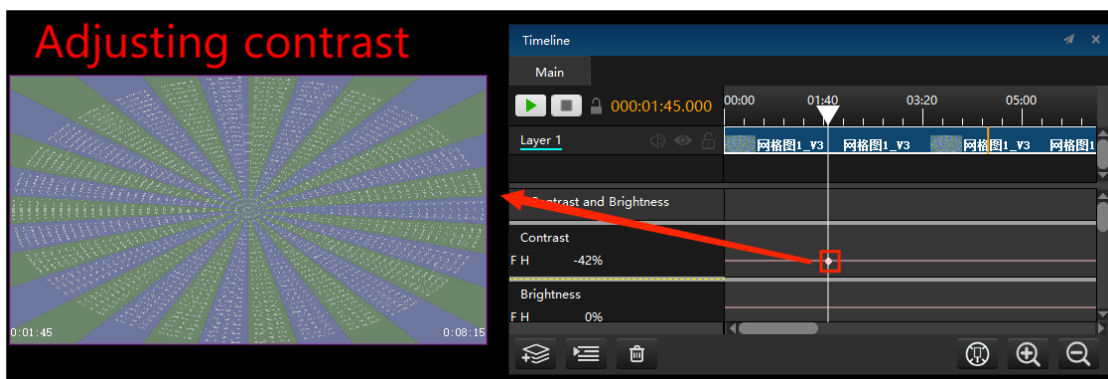 Adjusting contrast
0:01:45
0:08:15
Timeline
Main
000:01:45.000
00:00 01:40 03:20 05:00
Layer 1
网格图1_V3 网格图1_V3 网格图1_V3 网格图1
Contrast and Brightness
Contrast
F H -42%
Brightness
F H 0%